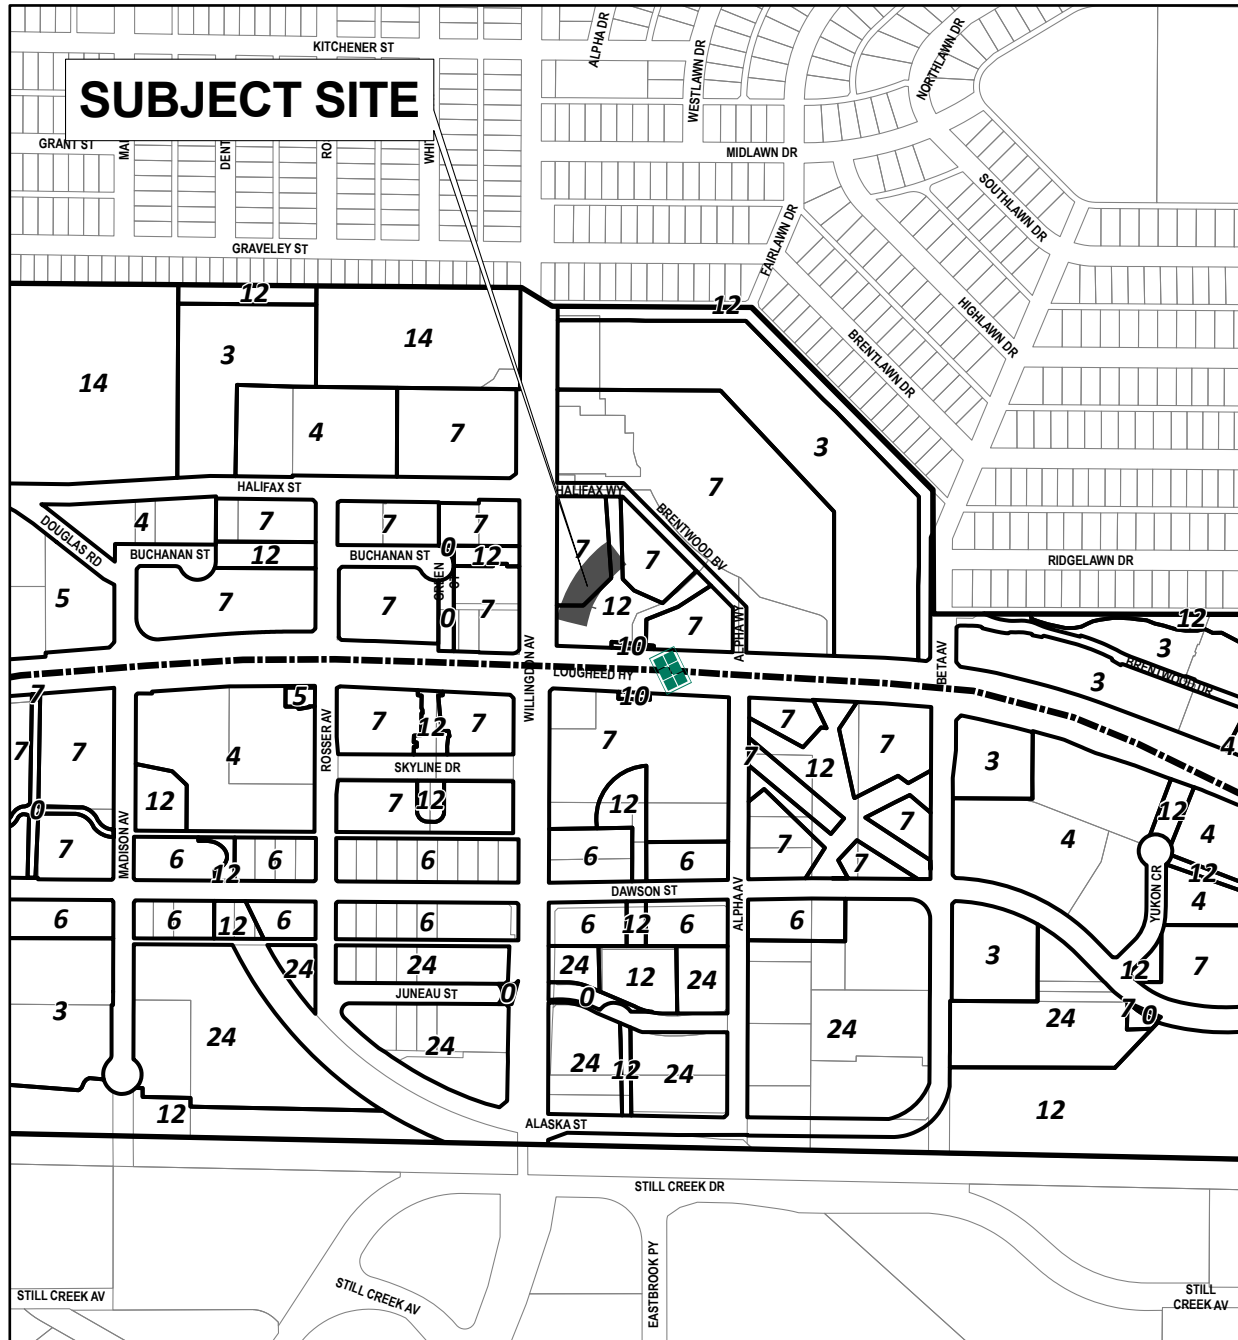 KITCHENER ST
ALPHA DR
WESTLAWN DR
NORTHLAWN DR
SUBJECT SITE
GRANT ST
MIDLAWN DR
SOUTHLAWN DR
FAIRLAWN DR
GRAVELEY ST
HIGHLAWN DR
BRENTLAWN DR
12
12
14
3
14
3
4
7
7
HALIFAX ST
HALIFAX WY
BRENTWOOD BV
DOUGLAS RD
4
7
7
7
BUCHANAN ST
12
BUCHANAN ST
0
12
7
7
RIDGELAWN DR
5
7
7
GREEN CT
0
7
12
7
ALPHA WY
BETA AV
12
3
BRENTWOOD DR
3
10
LOUGHEED HY
10
WILLINGDON AV
7
5
ROSSER AV
7
12
7
7
7
7
4
7
7
4
SKYLINE DR
7
12
3
12
7
12
7
12
4
4
0
MADISON AV
7
6
12
6
6
6
6
7
7
12
4
YUKON CR
DAWSON ST
ALPHA AV
6
6
12
6
6
6
12
6
6
24
24
24
12
24
3
12
7
JUNEAU ST
0
0
3
24
24
24
12
24
24
24
7
0
12
12
ALASKA ST
STILL CREEK DR
EASTBROOK PY
STILL CREEK AV
STILL CREEK AV
STILL
CREEK AV